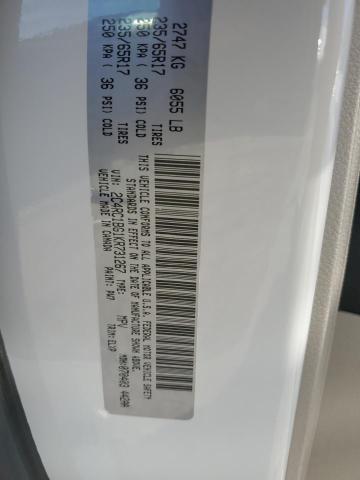 2747 KG 6055 LB
235/65R17 TIRES
250 KPA ( 36 PSI) COLD
235/65R17 TIRES
250 KPA ( 36 PSI) COLD
THIS VEHICLE CONFORMS TO ALL APPLICABLE U.S.A. FEDERAL MOTOR VEHICLE SAFETY
STANDARDS IN EFFECT ON THE DATE OF MANUFACTURE SHOWN ABOVE.
VIN: 2C4RC1BG1KR731267 TYPE: MPV
VEHICLE MADE IN CANADA PAINT: PW7 TRIM: